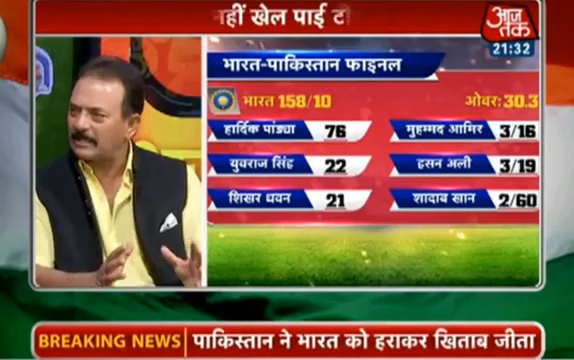 नहीं खेल पाई
आज तक
21:32
भारत-पाकिस्तान फाइनल
भारत 158/10 ओवर: 30.3
हार्दिक पांड्या 76 मुहम्मद आमिर 3/16
युवराज सिंह 22 हसन अली 3/19
शिखर धवन 21 शादाब खान 2/60
BREAKING NEWS पाकिस्तान ने भारत को हराकर खिताब जीता